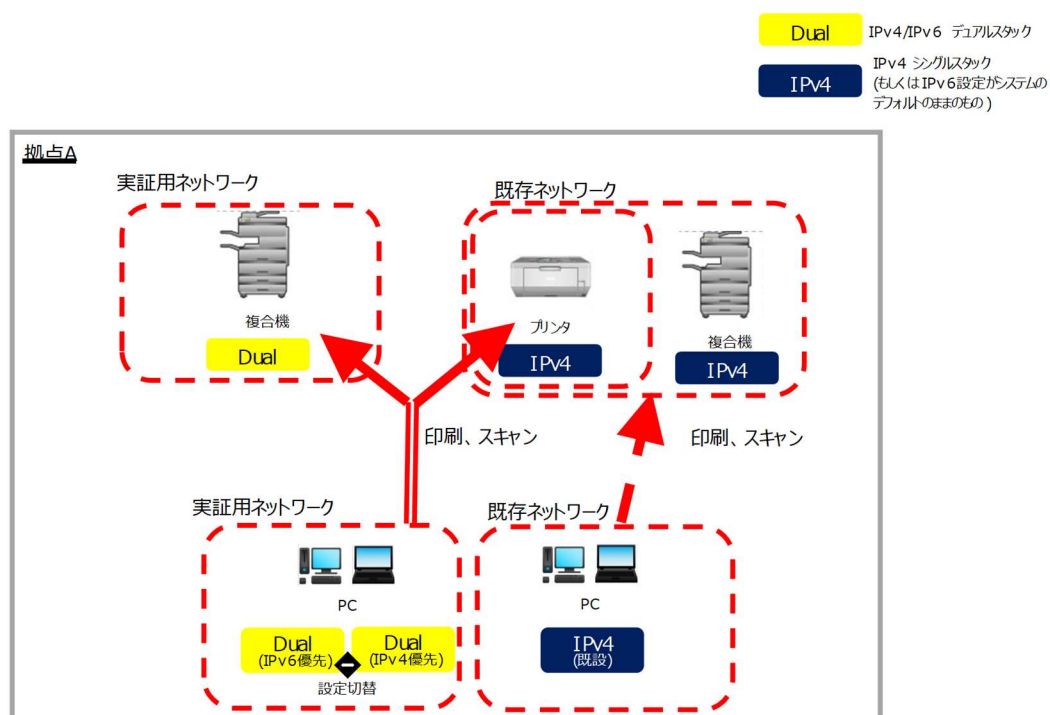 Dual
IPv4/IPv6 デュアルスタック
IPv4
IPv4 シングルスタック
(もしくはIPv6設定がシステムの
デフォルトのままのもの)
拠点A
実証用ネットワーク
既存ネットワーク
複合機
Dual
プリンタ
IPv4
複合機
IPv4
印刷、スキャン
印刷、スキャン
実証用ネットワーク
既存ネットワーク
PC
PC
Dual
(IPv6優先)
Dual
(IPv4優先)
設定切替
IPv4
(既設)